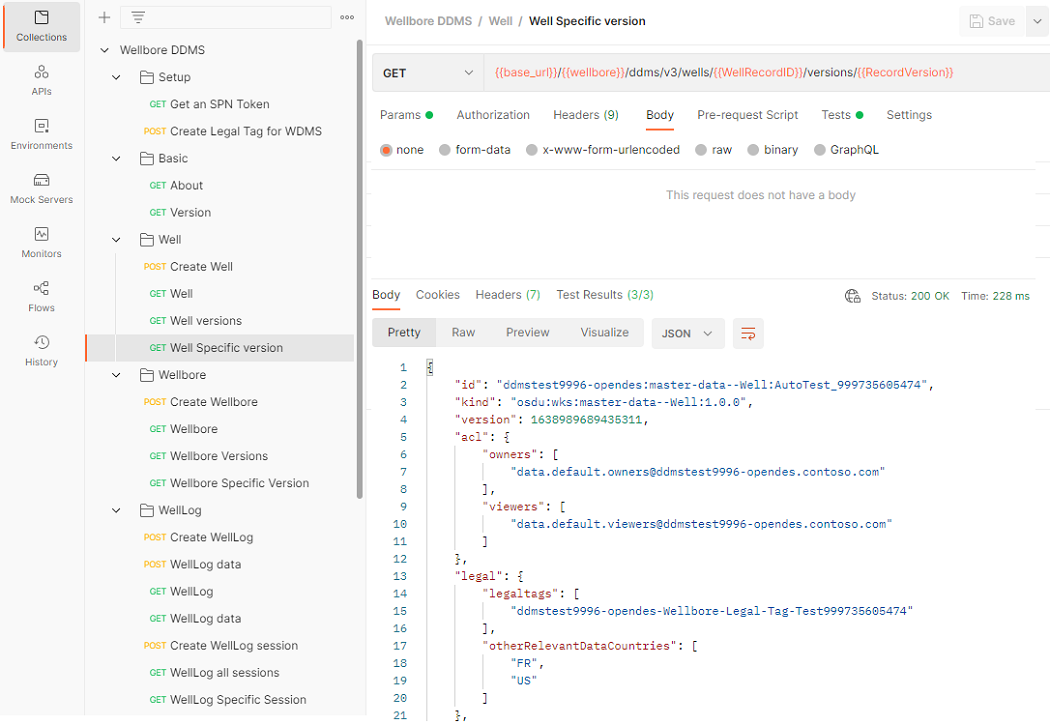 Collections
APIs
Environments
Mock Servers
Monitors
Flows
History
Wellbore DDMS
Setup
GET Get an SPN Token
POST Create Legal Tag for WDMS
Basic
GET About
GET Version
Well
POST Create Well
GET Well
GET Well versions
GET Well Specific version
Wellbore
POST Create Wellbore
GET Wellbore
GET Wellbore Versions
GET Wellbore Specific Version
WellLog
POST Create WellLog
POST WellLog data
GET WellLog
GET WellLog data
POST Create WellLog session
GET WellLog all sessions
GET WellLog Specific Session
Wellbore DDMS / Well / Well Specific version
Save
GET {{base_url}}/{{wellbore}}/ddms/v3/wells/{{WellRecordID}}/versions/{{RecordVersion}}
Params Authorization Headers (9) Body Pre-request Script Tests Settings
none form-data x-www-form-urlencoded raw binary GraphQL
This request does not have a body
Body Cookies Headers (7) Test Results (3/3) Status: 200 OK Time: 228 ms
Pretty Raw Preview Visualize JSON
1 {
2 "id": "ddmstest9996-opendes:master-data--Well:AutoTest_999735605474",
3 "kind": "osdu:wks:master-data--Well:1.0.0",
4 "version": 1638989689435311,
5 "acl": {
6 "owners": [
7 "data.default.owners@ddmstest9996-opendes.contoso.com"
8 ],
9 "viewers": [
10 "data.default.viewers@ddmstest9996-opendes.contoso.com"
11 ]
12 },
13 "legal": {
14 "legaltags": [
15 "ddmstest9996-opendes-Wellbore-Legal-Tag-Test999735605474"
16 ],
17 "otherRelevantDataCountries": [
18 "FR",
19 "US"
20 ]
21 },